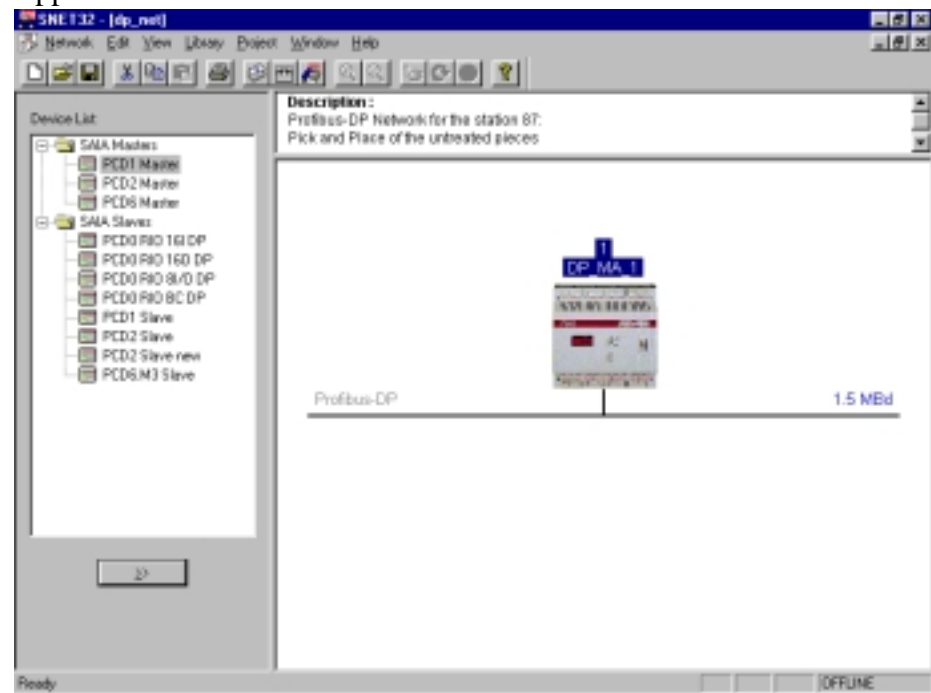 SNET32 - [dp_net]
Network Edit View Library Project Window Help
Device List
SAIA Masters
PCD1 Master
PCD2 Master
PCD6 Master
SAIA Slaves
PCD0 RIO 16I DP
PCD0 RIO 16O DP
PCD0 RIO 8I/O DP
PCD0 RIO 8C DP
PCD1 Slave
PCD2 Slave
PCD2 Slave new
PCD6.M3 Slave
>>
Description :
Profibus-DP Network for the station 87:
Pick and Place of the untreated pieces
1
DP_MA_1
Profibus-DP
1.5 MBd
Ready
OFFLINE